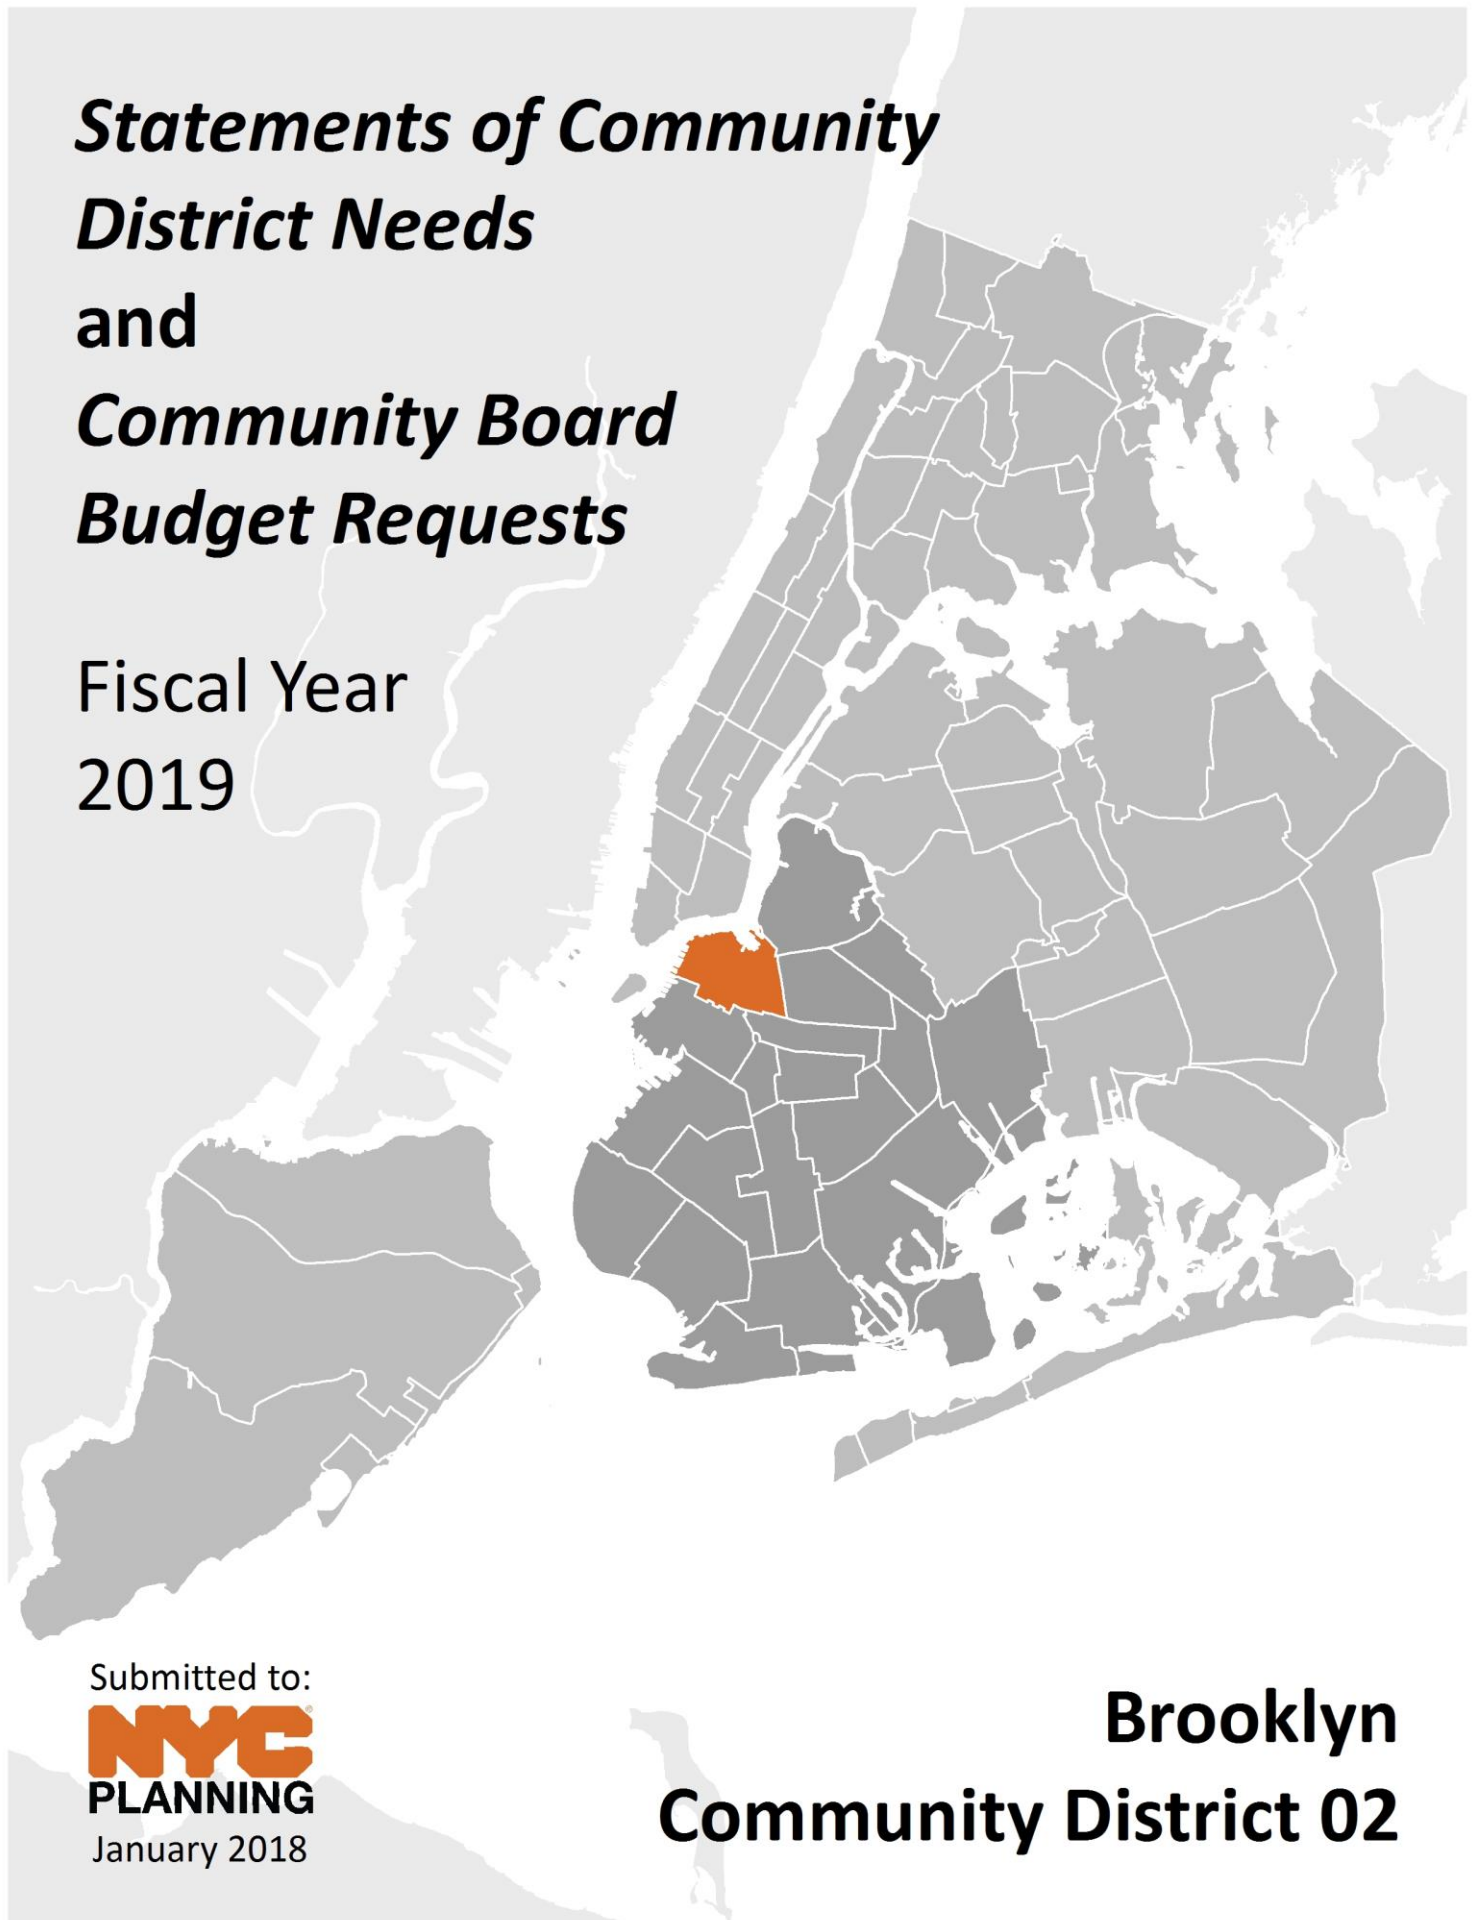 Statements of Community
District Needs
and
Community Board
Budget Requests
Fiscal Year
2019
Submitted to:
NYC
PLANNING
January 2018
Brooklyn
Community District 02